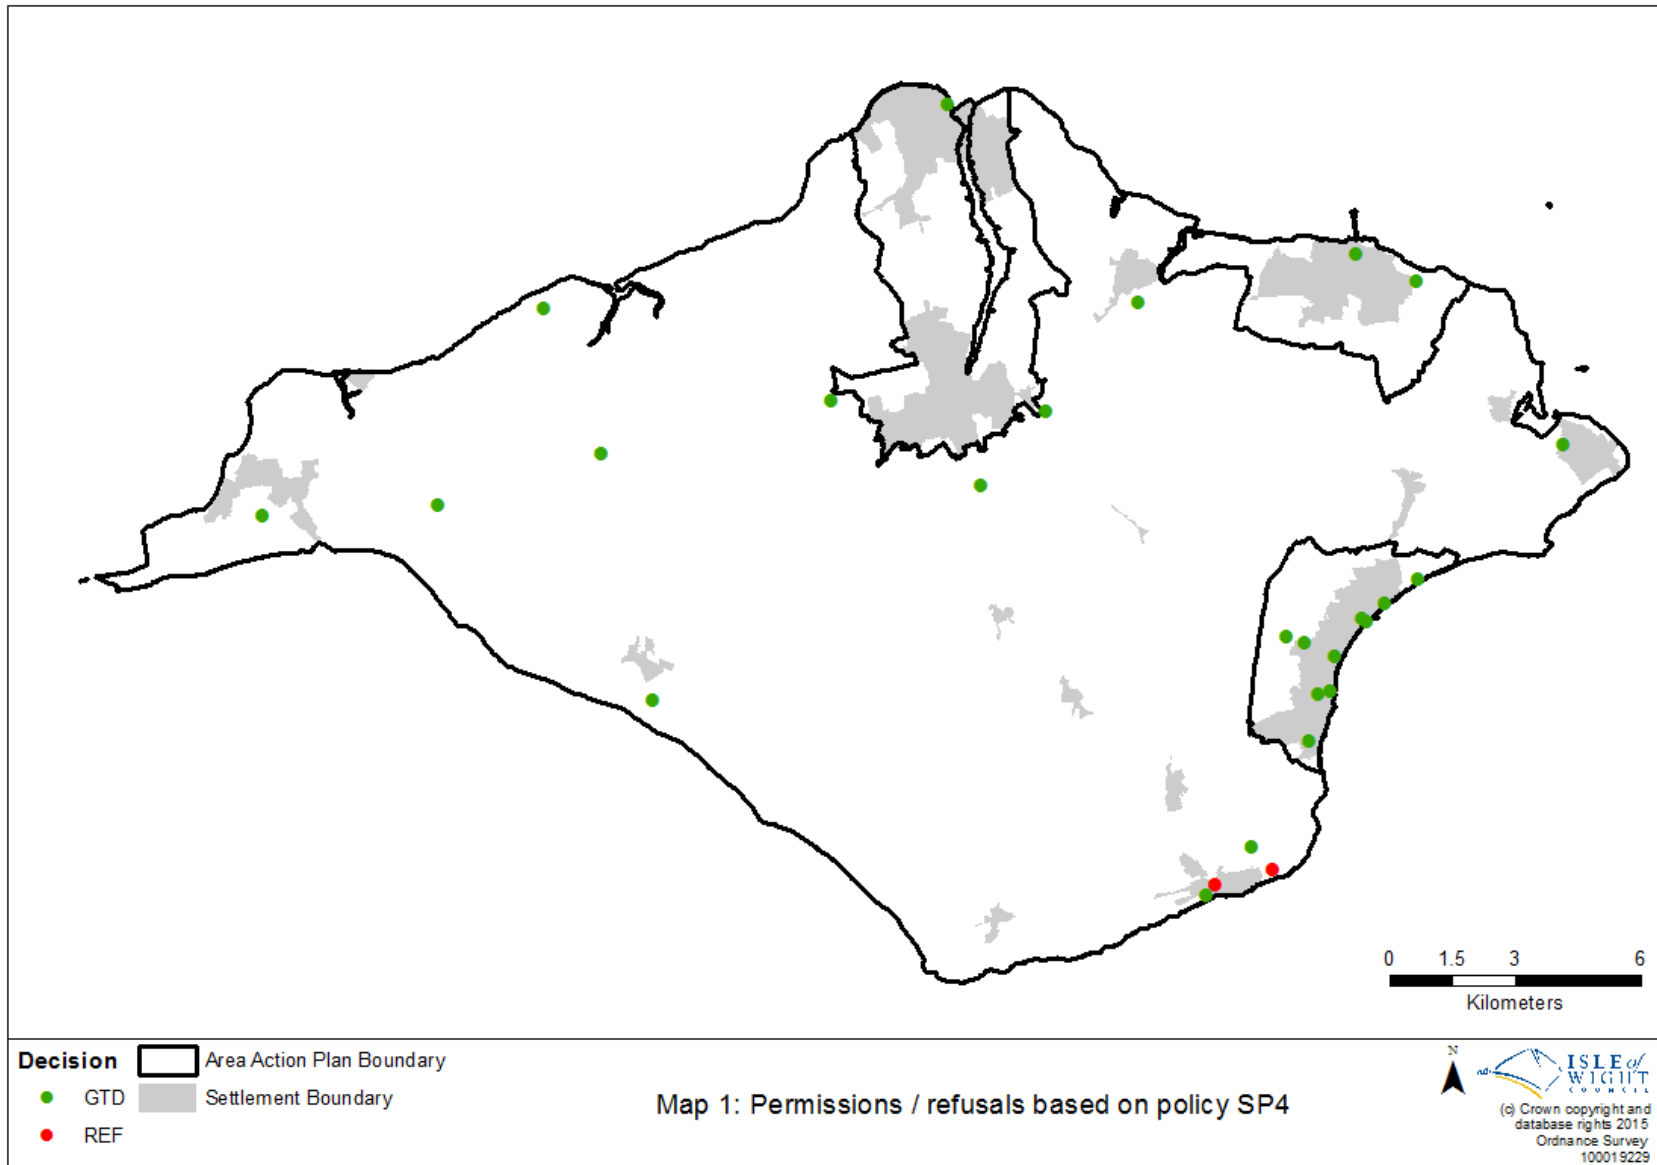 0 1.5 3 6
Kilometers
Decision
Area Action Plan Boundary
GTD
Settlement Boundary
REF
Map 1: Permissions / refusals based on policy SP4
N
ISLE of
WIGHT
COUNCIL
(c) Crown copyright and
database rights 2015
Ordnance Survey
100019229